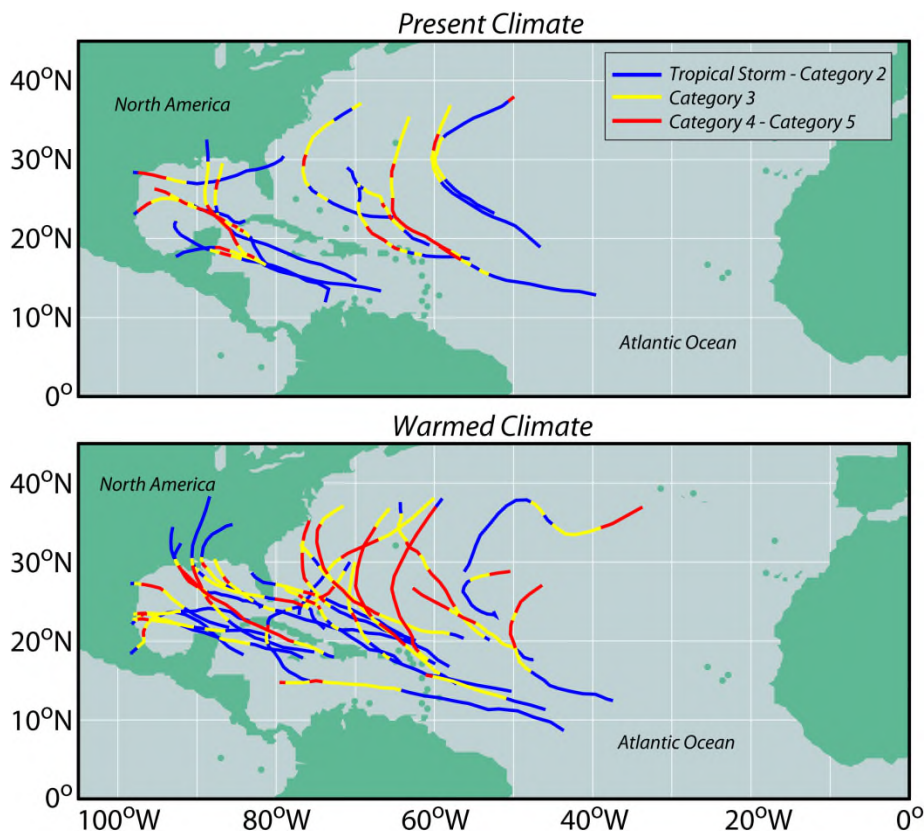 Present Climate
40°N
30°N
20°N
10°N
0°
North America
Atlantic Ocean
Tropical Storm - Category 2
Category 3
Category 4 - Category 5
Warmed Climate
40°N
30°N
20°N
10°N
0°
North America
Atlantic Ocean
100°W 80°W 60°W 40°W 20°W 0°